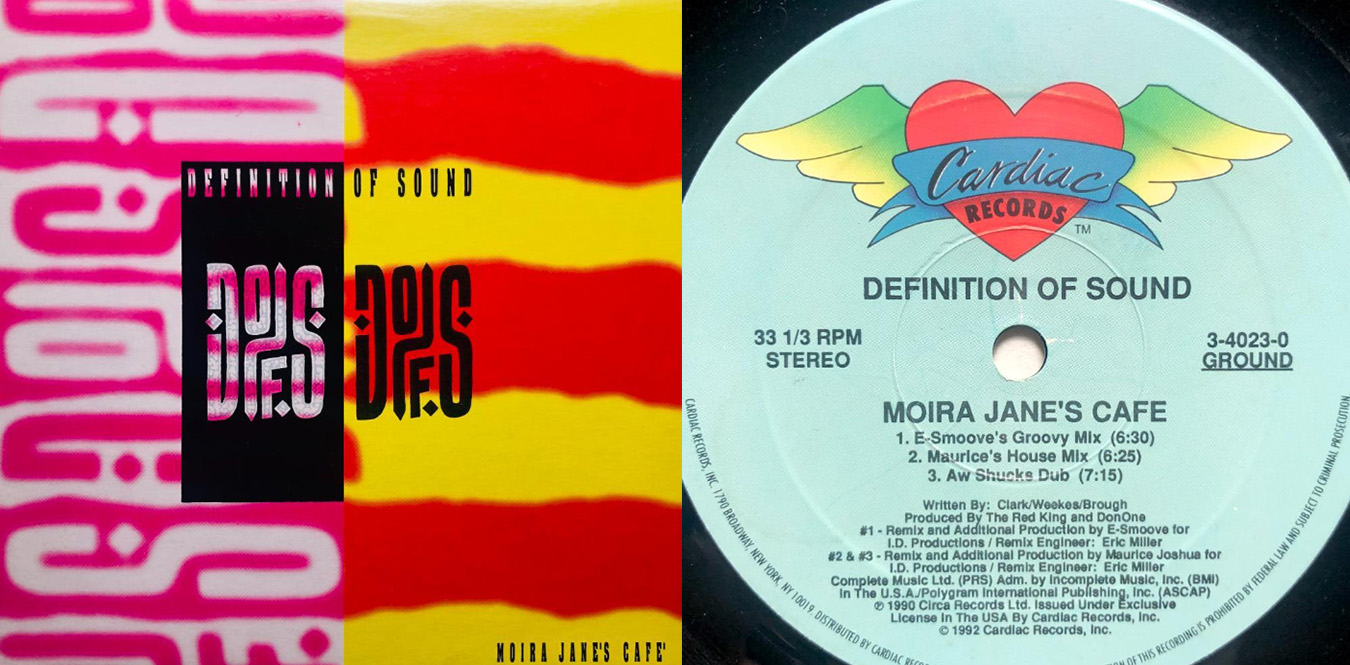 DEFINITION OF SOUND
DOFS DOFS
MOIRA JANE'S CAFE'
Cardiac
RECORDS
TM
DEFINITION OF SOUND
33 1/3 RPM
STEREO
3-4023-0
GROUND
MOIRA JANE'S CAFE
1. E-Smoove's Groovy Mix (6:30)
2. Maurice's House Mix (6:25)
3. Aw Shucks Dub (7:15)
Written By: Clark/Weekes/Brough
Produced By The Red King and DonOne
#1 - Remix and Additional Production by E-Smoove for
I.D. Productions / Remix Engineer: Eric Miller
#2 & #3 - Remix and Additional Production by Maurice Joshua for
I.D. Productions / Remix Engineer: Eric Miller
Complete Music Ltd. (PRS) Adm. by Incomplete Music, Inc. (BMI)
In The U.S.A./Polygram International Publishing, Inc. (ASCAP)
℗ 1990 Circa Records Ltd. Issued Under Exclusive
License In The USA By Cardiac Records, Inc.
© 1992 Cardiac Records, Inc.
CARDIAC RECORDS, INC. 1790 BROADWAY NEW YORK, NY 10019. DISTRIBUTED BY CARDIAC
OF THIS RECORDING IS PROHIBITED BY FEDERAL LAW AND SUBJECT TO CRIMINAL PROSECUTION